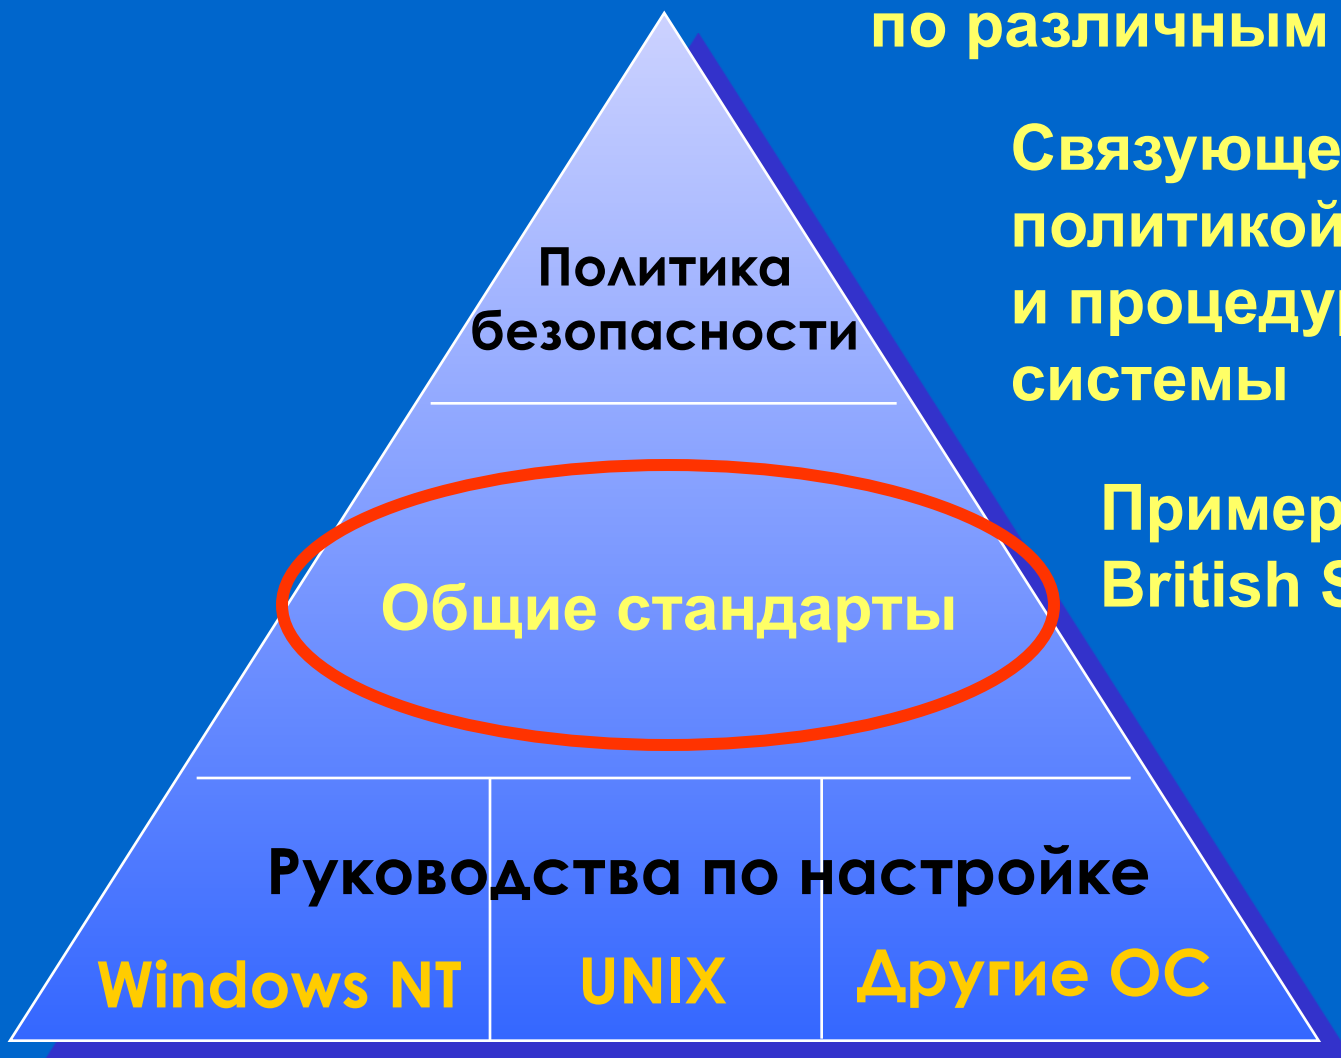 по различным
Связующе
политикой
и процеду
системы
Политика
безопасности
Пример
British
Общие стандарты
Руководства по настройке
Windows NT
UNIX
Другие ОС